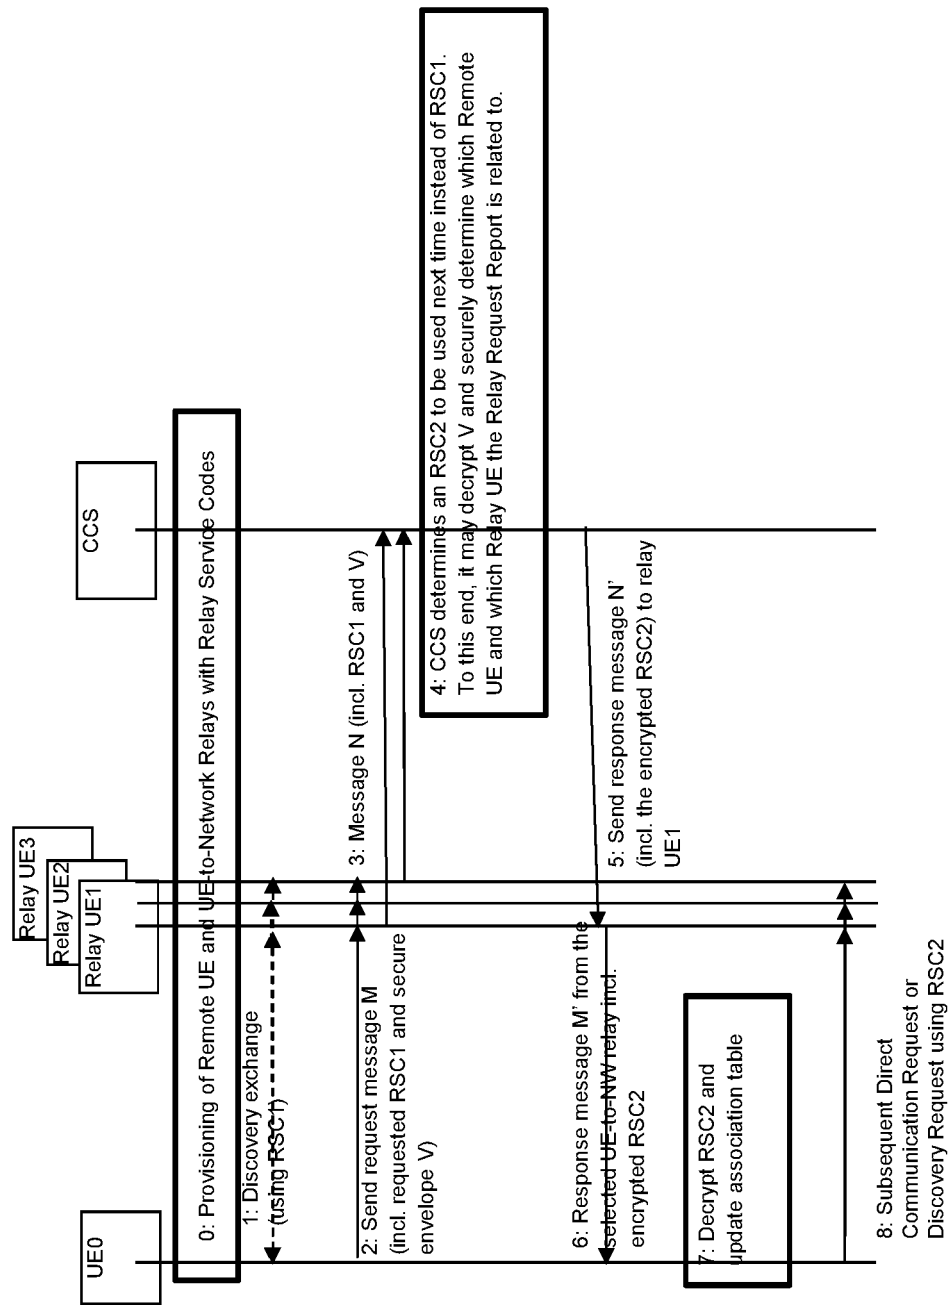 UE0
Relay UE3
Relay UE2
Relay UE1
CCS
0: Provisioning of Remote UE and UE-to-Network Relays with Relay Service Codes
1: Discovery exchange
(using RSC1)
2: Send request message M
(incl. requested RSC1 and secure
envelope V)
3: Message N (incl. RSC1 and V)
4: CCS determines an RSC2 to be used next time instead of RSC1.
To this end, it may decrypt V and securely determine which Remote
UE and which Relay UE the Relay Request Report is related to.
5: Send response message N’
(incl. the encrypted RSC2) to relay
UE1
6: Response message M’ from the
selected UE-to-NW relay incl.
encrypted RSC2
7: Decrypt RSC2 and
update association table
8: Subsequent Direct
Communication Request or
Discovery Request using RSC2